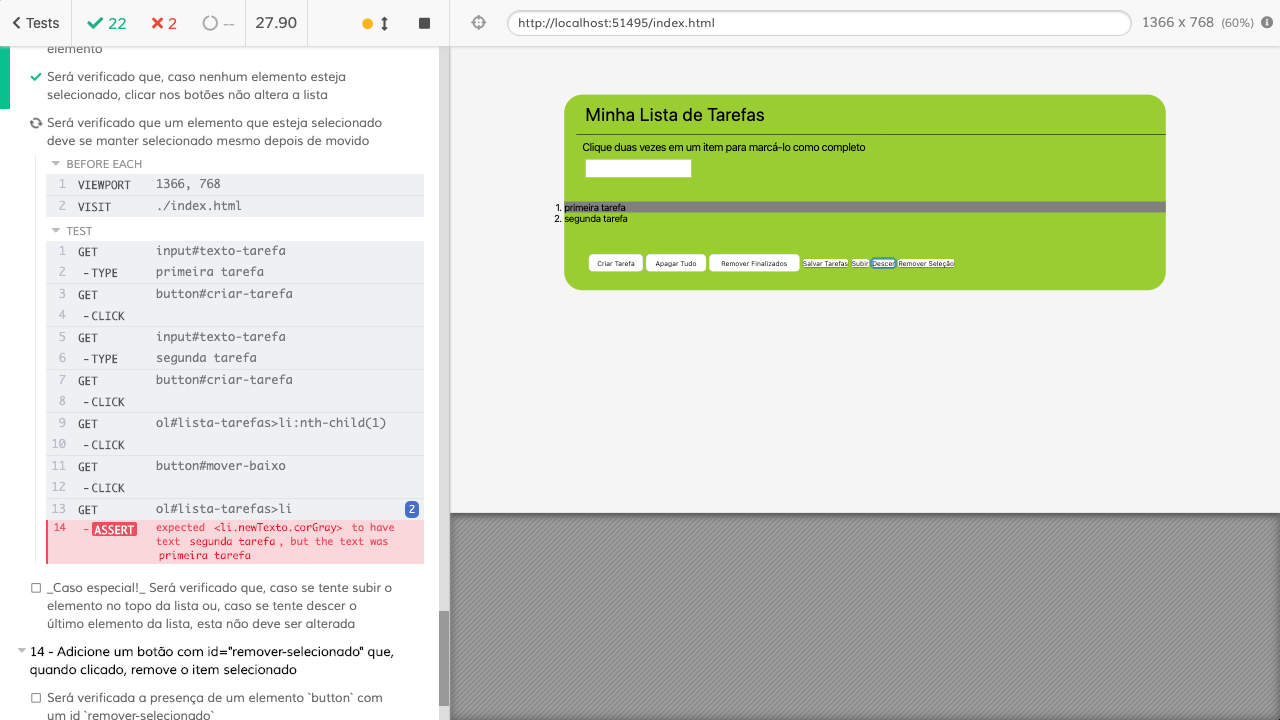 Tests
22
2
--
27.90
http://localhost:51495/index.html
1366 x 768 (60%)
elemento
Será verificado que, caso nenhum elemento esteja
selecionado, clicar nos botões não altera a lista
Será verificado que um elemento que esteja selecionado
deve se manter selecionado mesmo depois de movido
BEFORE EACH
1 VIEWPORT 1366, 768
2 VISIT ./index.html
TEST
1 GET input#texto-tarefa
2 -TYPE primeira tarefa
3 GET button#criar-tarefa
4 -CLICK
5 GET input#texto-tarefa
6 -TYPE segunda tarefa
7 GET button#criar-tarefa
8 -CLICK
9 GET ol#lista-tarefas>li:nth-child(1)
10 -CLICK
11 GET button#mover-baixo
12 -CLICK
13 GET ol#lista-tarefas>li 2
14 -ASSERT expected <li.newTexto.corGray> to have
text segunda tarefa, but the text was
primeira tarefa
_Caso especial!_ Será verificado que, caso se tente subir o
elemento no topo da lista ou, caso se tente descer o
último elemento da lista, esta não deve ser alterada
14 - Adicione um botão com id="remover-selecionado" que,
quando clicado, remove o item selecionado
Será verificada a presença de um elemento `button` com
um id `remover-selecionado`
Minha Lista de Tarefas
Clique duas vezes em um item para marcá-lo como completo
1. primeira tarefa
2. segunda tarefa
Criar Tarefa Apagar Tudo Remover Finalizados Salvar Tarefas Subir Descer Remover Seleção